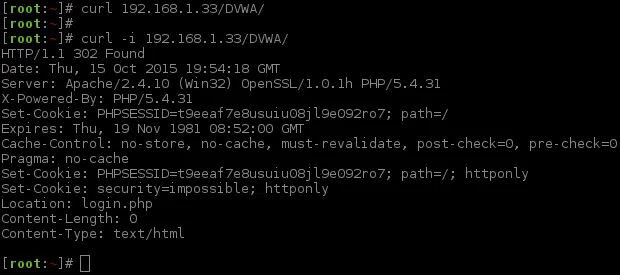 [root:~]# curl 192.168.1.33/DVWA/
[root:~]#
[root:~]# curl -i 192.168.1.33/DVWA/
HTTP/1.1 302 Found
Date: Thu, 15 Oct 2015 19:54:18 GMT
Server: Apache/2.4.10 (Win32) OpenSSL/1.0.1h PHP/5.4.31
X-Powered-By: PHP/5.4.31
Set-Cookie: PHPSESSID=t9eeaf7e8usuiu08jl9e092ro7; path=/
Expires: Thu, 19 Nov 1981 08:52:00 GMT
Cache-Control: no-store, no-cache, must-revalidate, post-check=0, pre-check=0
Pragma: no-cache
Set-Cookie: PHPSESSID=t9eeaf7e8usuiu08jl9e092ro7; path=/; httponly
Set-Cookie: security=impossible; httponly
Location: login.php
Content-Length: 0
Content-Type: text/html
[root:~]#